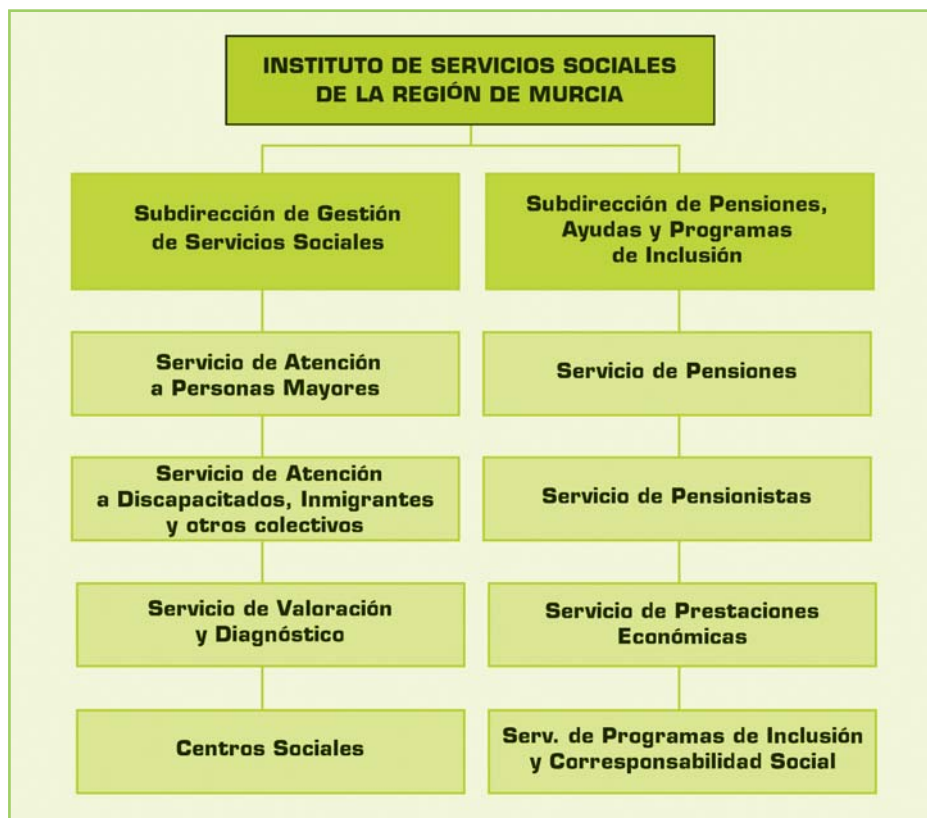 INSTITUTO DE SERVICIOS SOCIALES
DE LA REGIÓN DE MURCIA
Subdirección de Gestión
de Servicios Sociales
Servicio de Atención
a Personas Mayores
Servicio de Atención
a Discapacitados, Inmigrantes
y otros colectivos
Servicio de Valoración
y Diagnóstico
Centros Sociales
Subdirección de Pensiones,
Ayudas y Programas
de Inclusión
Servicio de Pensiones
Servicio de Pensionistas
Servicio de Prestaciones
Económicas
Serv. de Programas de Inclusión
y Corresponsabilidad Social